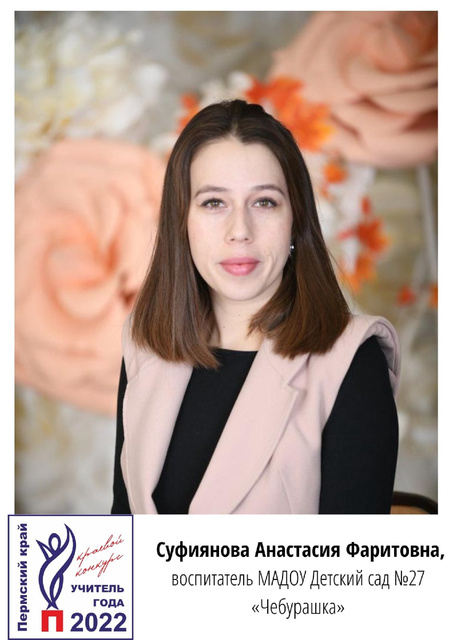 Пермский край
краевой
конкурс
УЧИТЕЛЬ
ГОДА
П 2022
Суфиянова Анастасия Фаритовна,
воспитатель МАДОУ Детский сад №27
«Чебурашка»